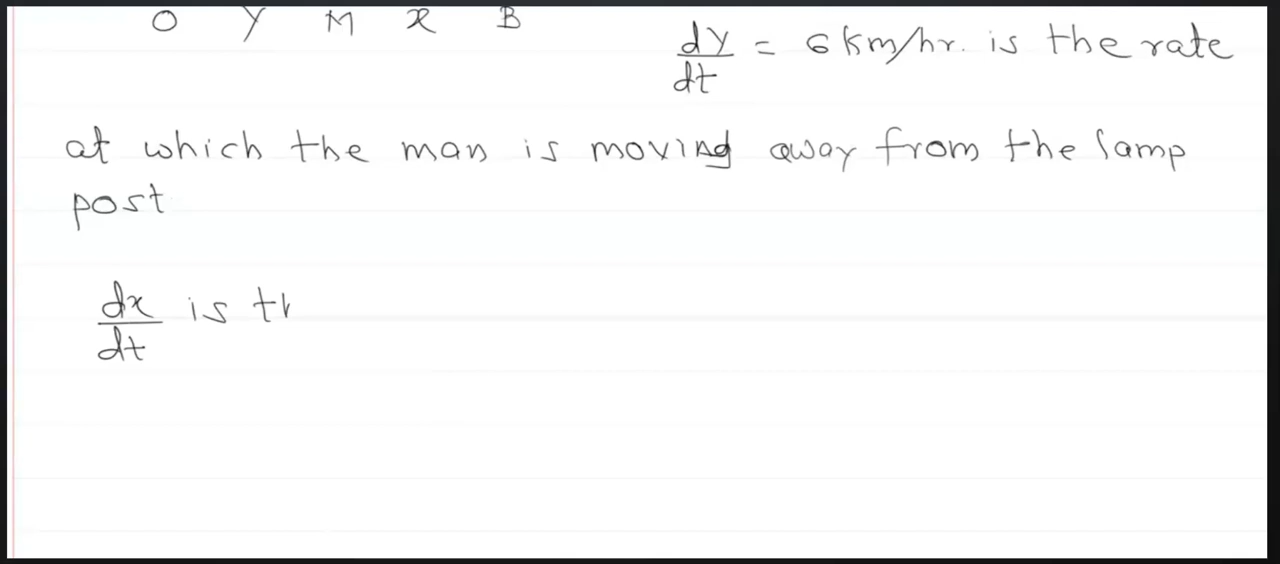 O Y M x B
dy/dt = 6 km/hr. is the rate
at which the man is moving away from the lamp
post
dx/dt is th